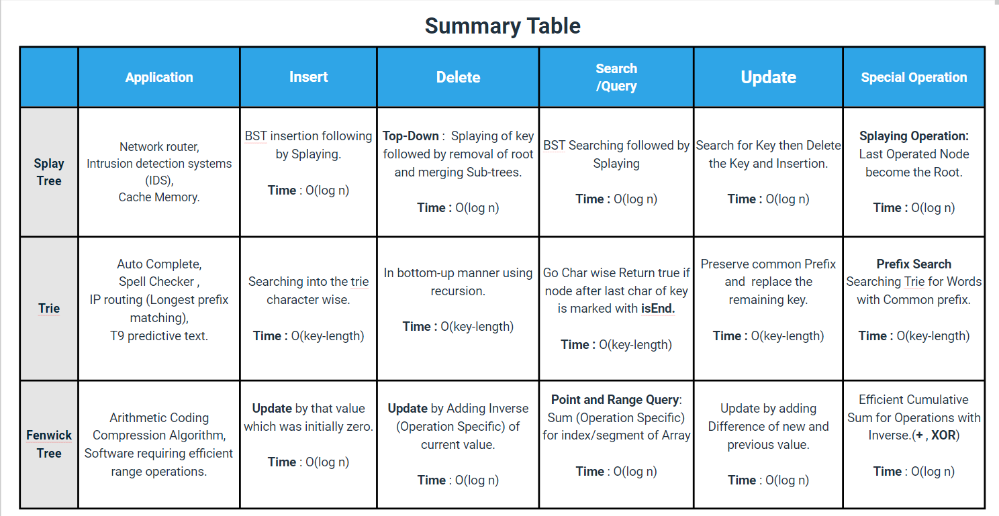 Summary Table
Application
Insert
Delete
Search
/Query
Update
Special Operation
Splay
Tree
Network router,
Intrusion detection systems
(IDS),
Cache Memory.
BST insertion following
by Splaying.
Time : O(log n)
Top-Down :  Splaying of key
followed by removal of root
and merging Sub-trees.
Time : O(log n)
BST Searching followed by
Splaying
Time : O(log n)
Search for Key then Delete
the Key and Insertion.
Time : O(log n)
Splaying Operation:
Last Operated Node
become the Root.
Time : O(log n)
Trie
Auto Complete,
Spell Checker ,
IP routing (Longest prefix
matching),
T9 predictive text.
Searching into the trie
character wise.
Time : O(key-length)
In bottom-up manner using
recursion.
Time : O(key-length)
Go Char wise Return true if
node after last char of key
is marked with isEnd.
Time : O(key-length)
Preserve common Prefix
and  replace the
remaining key.
Time : O(key-length)
Prefix Search
Searching Trie for Words
with Common prefix.
Time : O(key-length)
Fenwick
Tree
Arithmetic Coding
Compression Algorithm,
Software requiring efficient
range operations.
Update by that value
which was initially zero.
Time : O(log n)
Update by Adding Inverse
(Operation Specific) of
current value.
Time : O(log n)
Point and Range Query:
Sum (Operation Specific)
for index/segment of Array
Time : O(log n)
Update by adding
Difference of new and
previous value.
Time : O(log n)
Efficient Cumulative
Sum for Operations with
Inverse.(+ , XOR)
Time : O(log n)